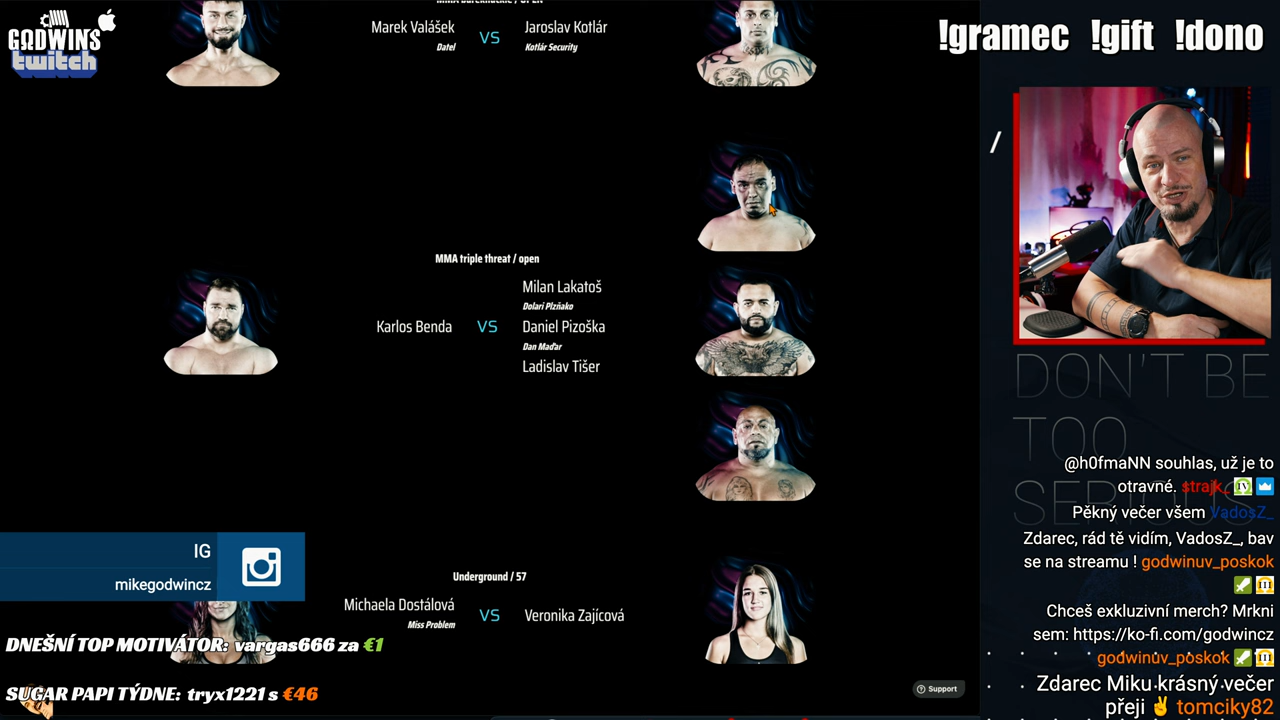 GODWINS
twitch
!gramec !gift !dono
Marek Valášek
Datel
VS
Jaroslav Kotlár
Kotlár Security
/
MMA triple threat / open
Karlos Benda
VS
Milan Lakatoš
Dolari Plzňako
Daniel Pizoška
Dan Maďar
Ladislav Tišer
DON'T BE
TOO
SERIOUS
@h0fmaNN souhlas, už je to
otravné. strajk_
Pěkný večer všem VadosZ_
Zdarec, rád tě vidím, VadosZ_, bav
se na streamu ! godwinuv_poskok
Chceš exkluzivní merch? Mrkni
sem: https://ko-fi.com/godwincz
godwinuv_poskok
Zdarec Miku krásný večer
přeji ✌ tomciky82
IG
mikegodwincz
Underground / 57
Michaela Dostálová
Miss Problem
VS
Veronika Zajícová
DNEŠNÍ TOP MOTIVÁTOR: vargas666 za €1
SUGAR PAPI TÝDNE: tryx1221 s €46
Support